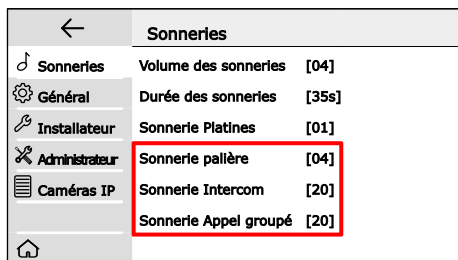 Sonneries
Sonneries
Volume des sonneries [04]
Général
Durée des sonneries [35s]
Installateur
Sonnerie Platines [01]
Administrateur
Sonnerie palière [04]
Caméras IP
Sonnerie Intercom [20]
Sonnerie Appel groupé [20]